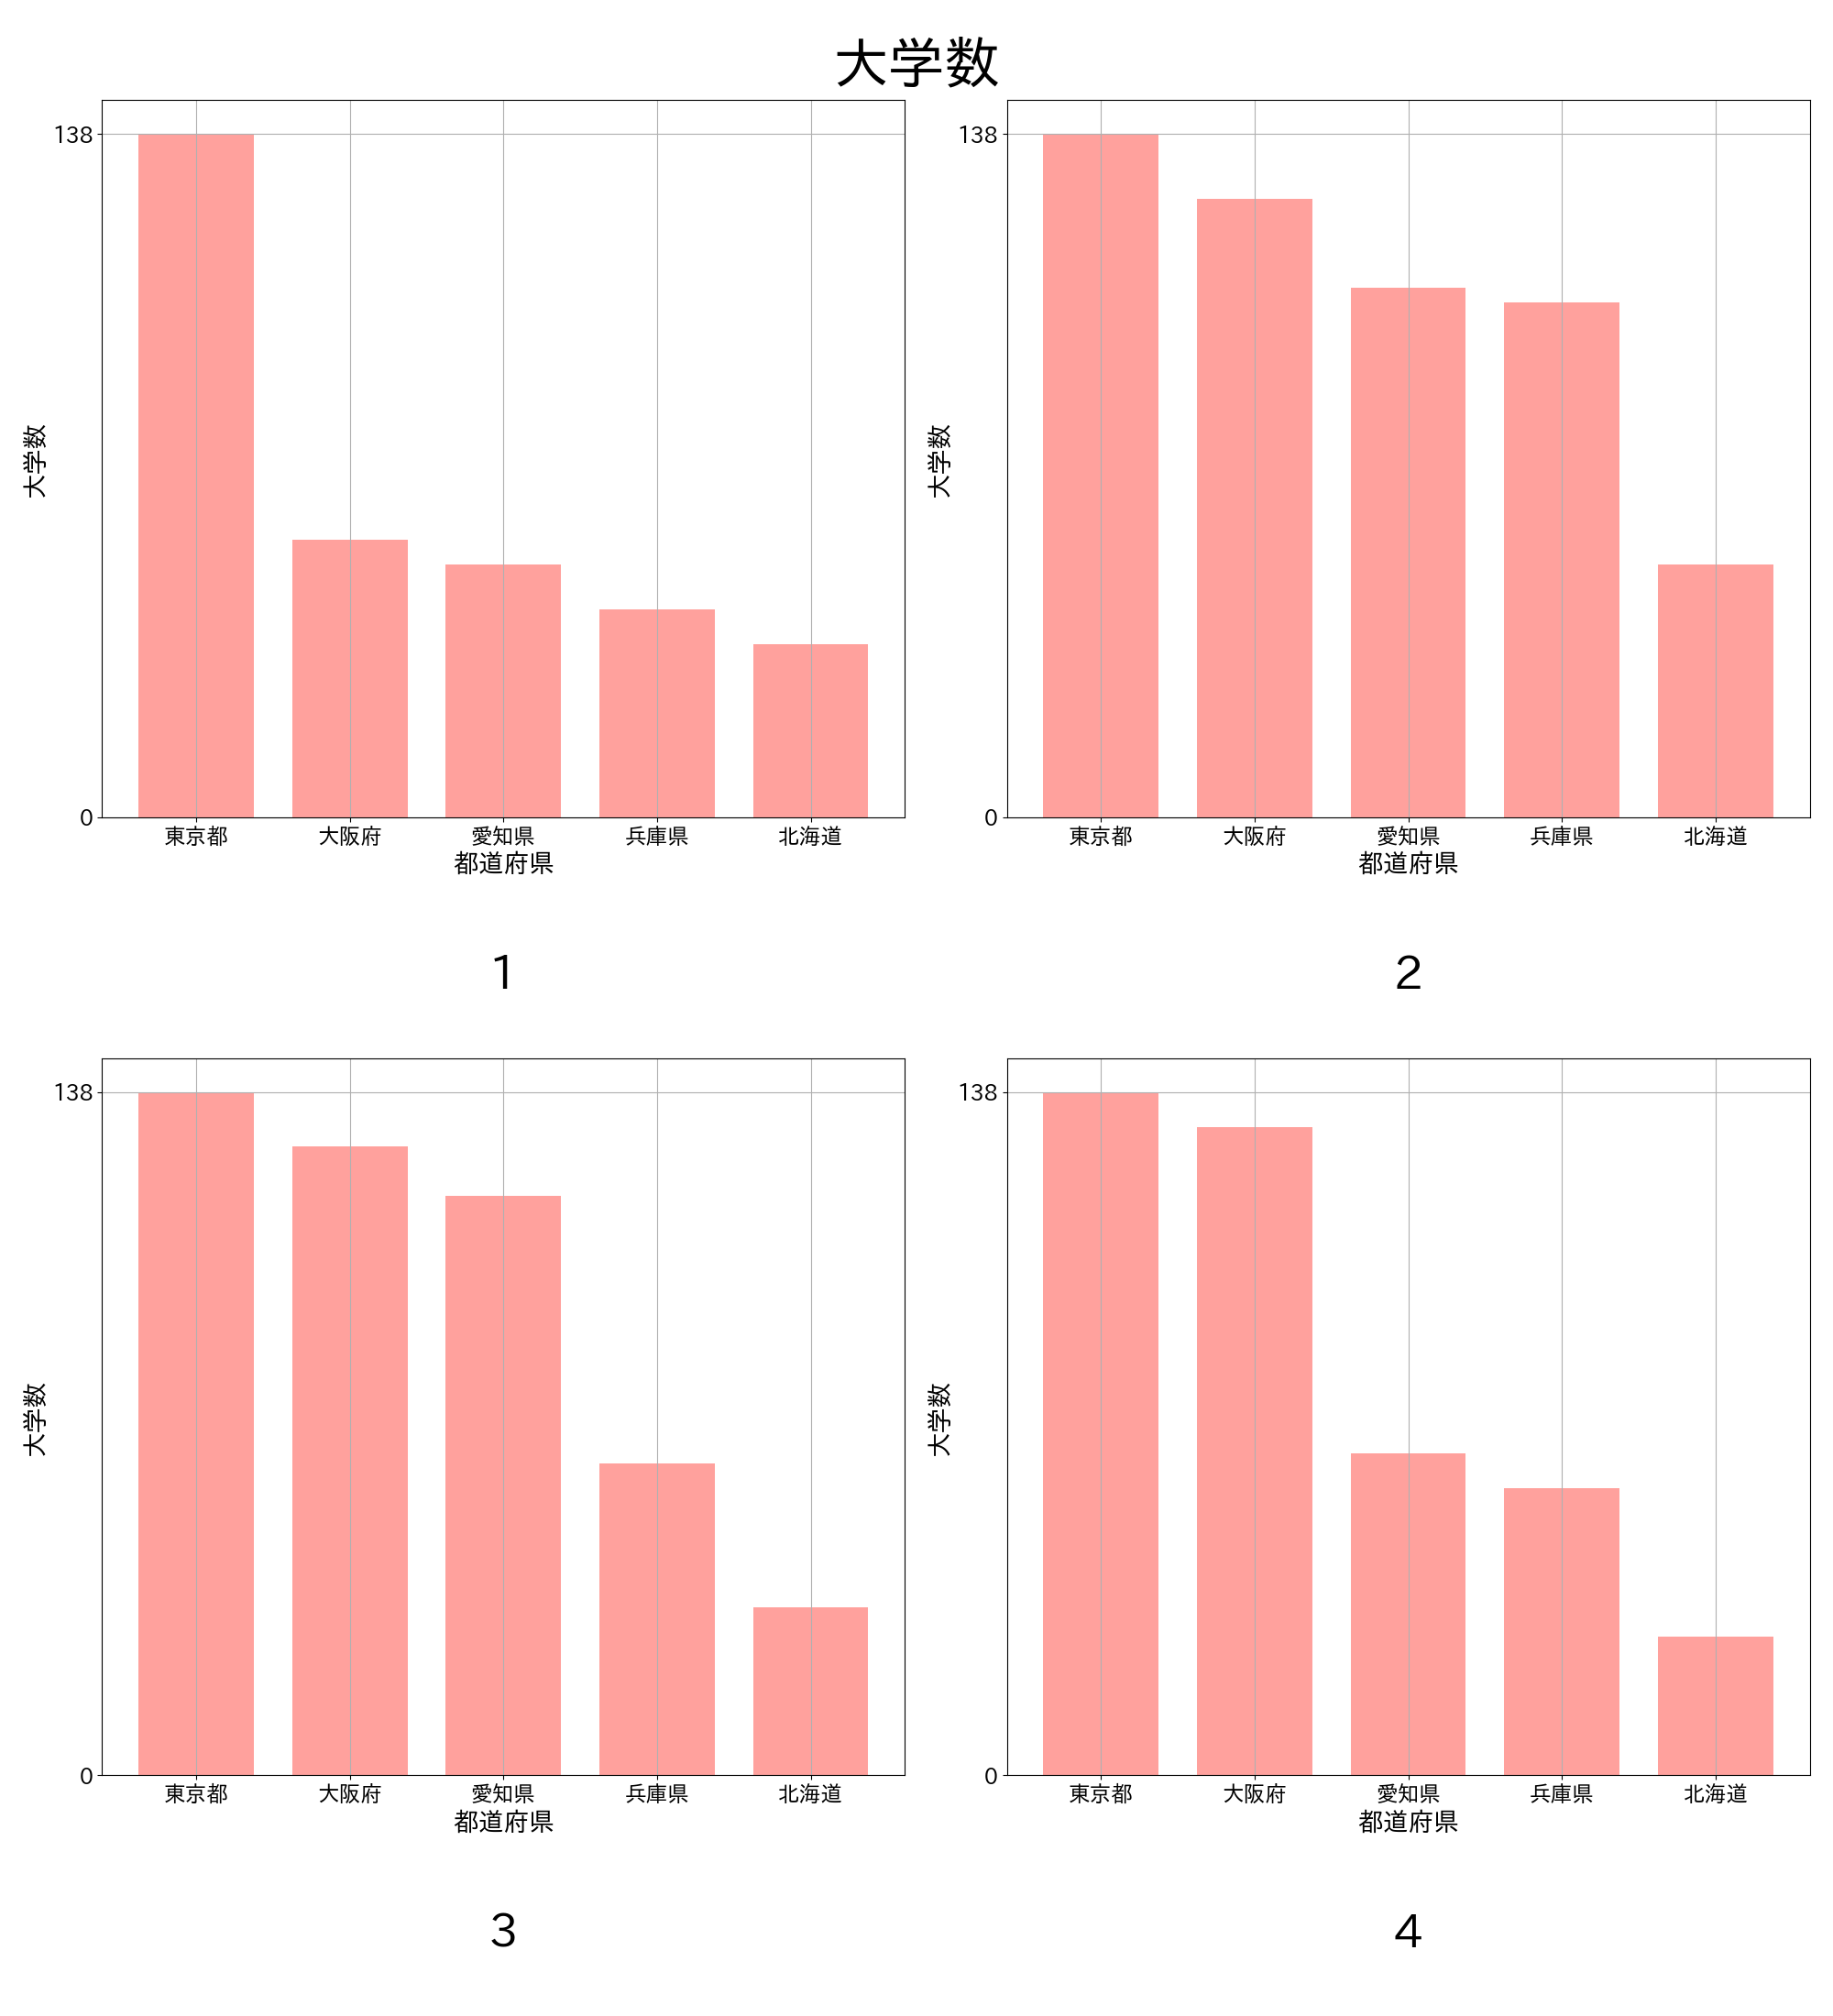 大学数
138
0
大学数
東京都 大阪府 愛知県 兵庫県 北海道
都道府県
1
138
0
大学数
東京都 大阪府 愛知県 兵庫県 北海道
都道府県
2
138
0
大学数
東京都 大阪府 愛知県 兵庫県 北海道
都道府県
3
138
0
大学数
東京都 大阪府 愛知県 兵庫県 北海道
都道府県
4